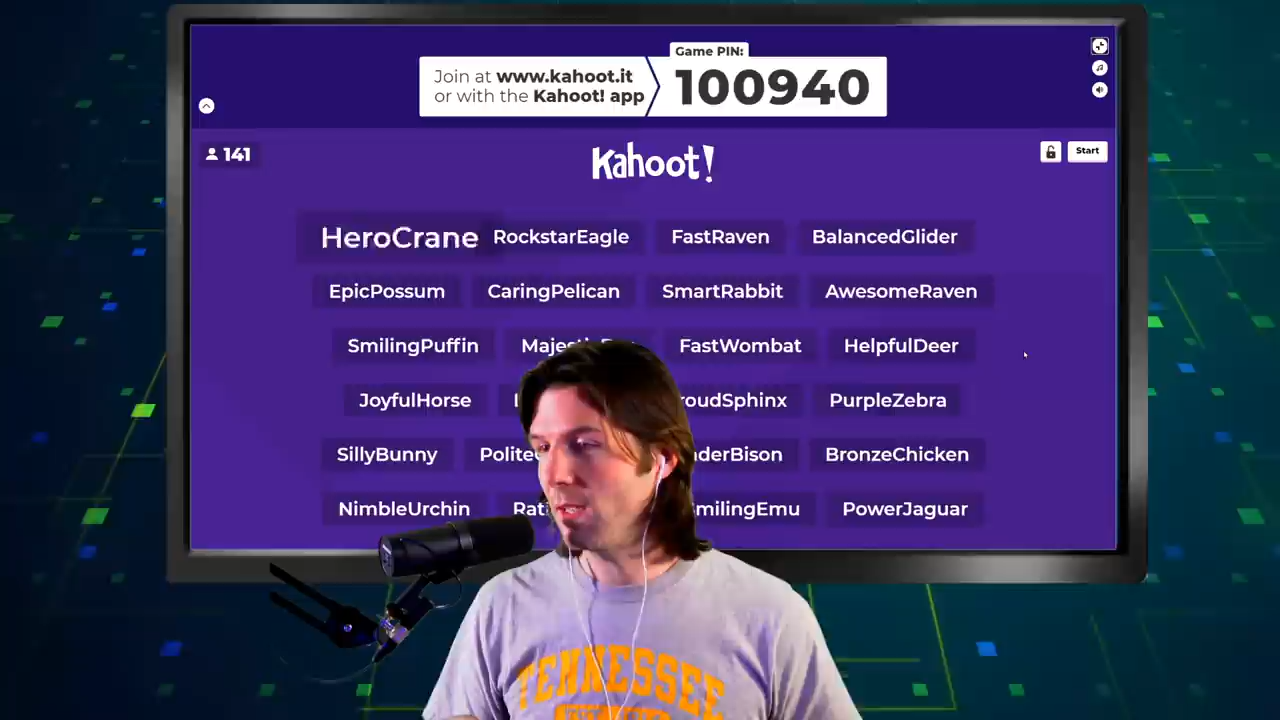 Game PIN:
Join at www.kahoot.it
or with the Kahoot! app
100940
141
Kahoot!
Start
HeroCrane RockstarEagle FastRaven BalancedGlider
EpicPossum CaringPelican SmartRabbit AwesomeRaven
SmilingPuffin FastWombat HelpfulDeer
JoyfulHorse PurpleZebra
SillyBunny BronzeChicken
NimbleUrchin PowerJaguar
TENNESSEE